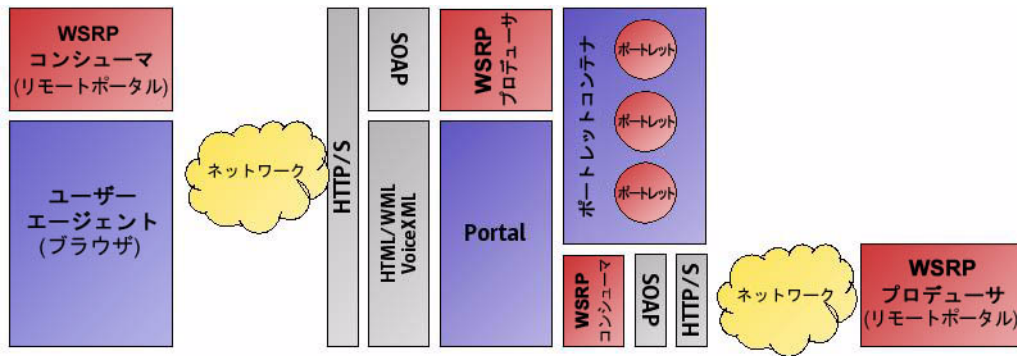 WSRP
コンシューマ
(リモートポータル)
ユーザー
エージェント
(ブラウザ)
ネットワーク
HTTP/S
SOAP
HTML/WML
VoiceXML
WSRP
プロデューサ
Portal
ポートレットコンテナ
ポートレット
ポートレット
ポートレット
WSRP
コンシューマ
SOAP
HTTP/S
ネットワーク
WSRP
プロデューサ
(リモートポータル)